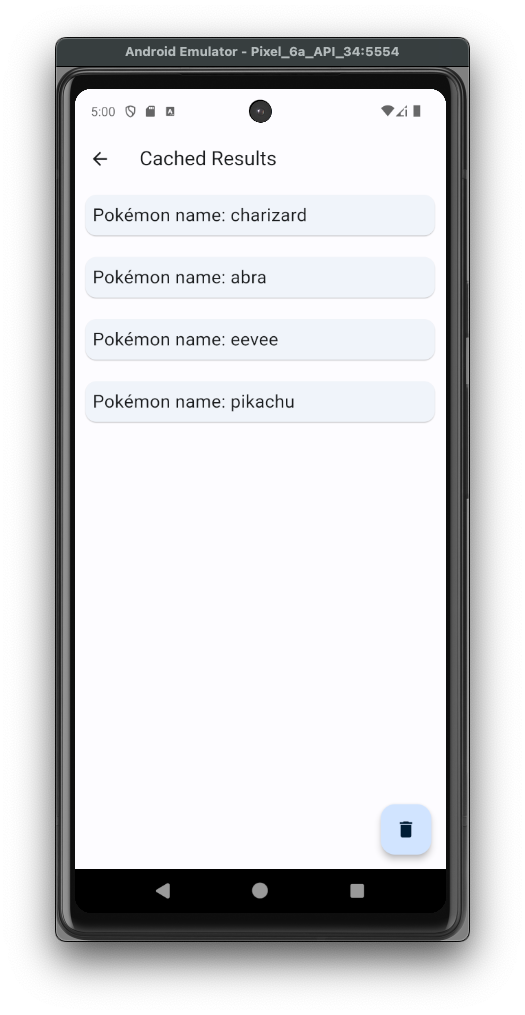 Android Emulator - Pixel_6a_API_34:5554
5:00
Cached Results
Pokémon name: charizard
Pokémon name: abra
Pokémon name: eevee
Pokémon name: pikachu